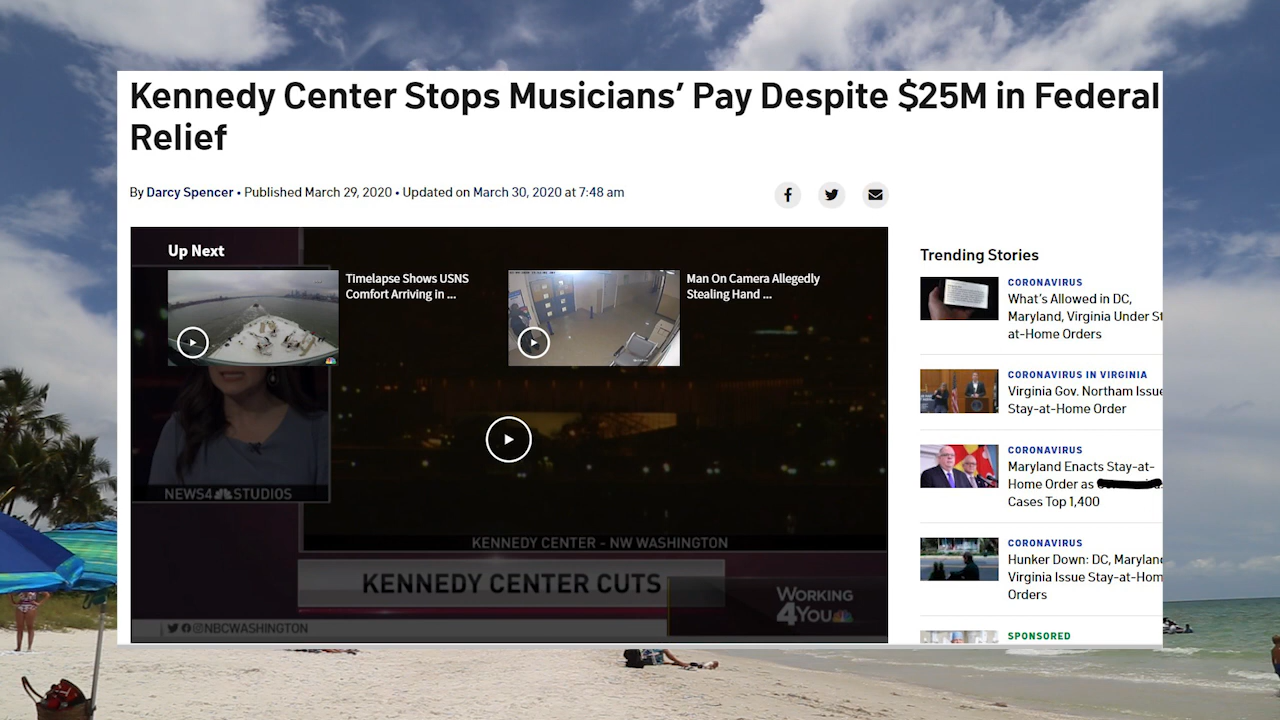 Kennedy Center Stops Musicians' Pay Despite $25M in Federal
Relief
By Darcy Spencer • Published March 29, 2020 • Updated on March 30, 2020 at 7:48 am
Up Next
Timelapse Shows USNS
Comfort Arriving in ...
Man On Camera Allegedly
Stealing Hand ...
NEWS4 STUDIOS
KENNEDY CENTER - NW WASHINGTON
KENNEDY CENTER CUTS
WORKING
4YOU
NBCWASHINGTON
Trending Stories
CORONAVIRUS
What's Allowed in DC,
Maryland, Virginia Under St
at-Home Orders
CORONAVIRUS IN VIRGINIA
Virginia Gov. Northam Issue
Stay-at-Home Order
CORONAVIRUS
Maryland Enacts Stay-at-
Home Order as
Cases Top 1,400
CORONAVIRUS
Hunker Down: DC, Maryland
Virginia Issue Stay-at-Hom
Orders
SPONSORED